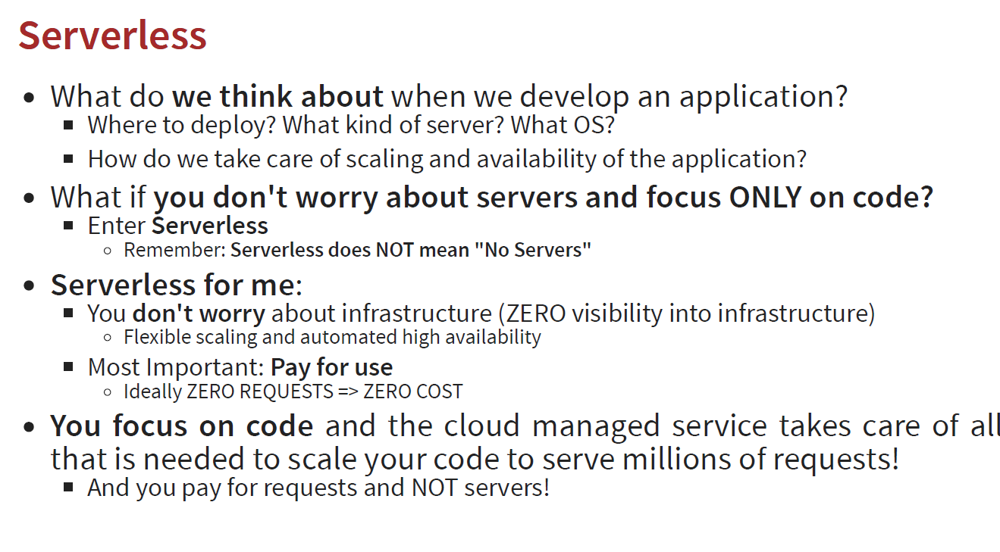 Serverless
• What do we think about when we develop an application?
▪ Where to deploy? What kind of server? What OS?
▪ How do we take care of scaling and availability of the application?
• What if you don't worry about servers and focus ONLY on code?
▪ Enter Serverless
○ Remember: Serverless does NOT mean "No Servers"
• Serverless for me:
▪ You don't worry about infrastructure (ZERO visibility into infrastructure)
○ Flexible scaling and automated high availability
▪ Most Important: Pay for use
○ Ideally ZERO REQUESTS => ZERO COST
• You focus on code and the cloud managed service takes care of all
that is needed to scale your code to serve millions of requests!
▪ And you pay for requests and NOT servers!